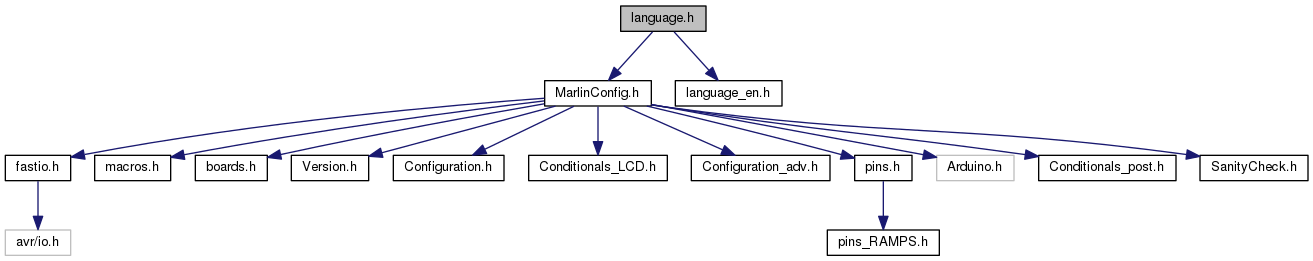 language.h
MarlinConfig.h
language_en.h
fastio.h
macros.h
boards.h
Version.h
Configuration.h
Conditionals_LCD.h
Configuration_adv.h
pins.h
Arduino.h
Conditionals_post.h
SanityCheck.h
avr/io.h
pins_RAMPS.h